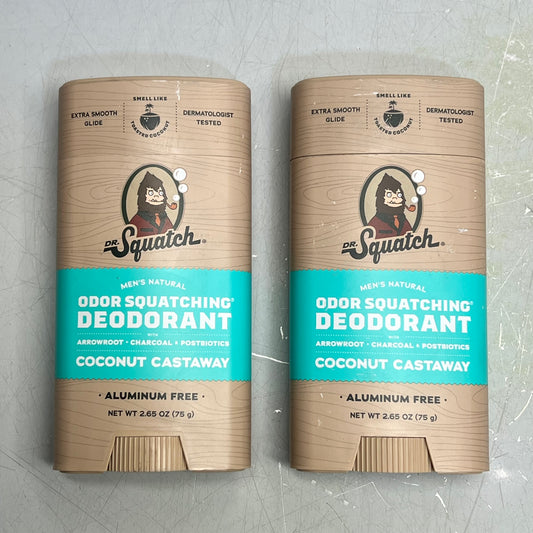 SMELL LIKE
EXTRA SMOOTH GLIDE
DERMATOLOGIST TESTED
TOASTED COCONUT
DR. Squatch®
MEN'S NATURAL
ODOR SQUATCHING®
DEODORANT
WITH
ARROWROOT • CHARCOAL + POSTBIOTICS
COCONUT CASTAWAY
• ALUMINUM FREE •
NET WT 2.65 OZ (75 g)
SMELL LIKE
EXTRA SMOOTH GLIDE
DERMATOLOGIST TESTED
TOASTED COCONUT
DR. Squatch®
MEN'S NATURAL
ODOR SQUATCHING®
DEODORANT
WITH
ARROWROOT • CHARCOAL + POSTBIOTICS
COCONUT CASTAWAY
• ALUMINUM FREE •
NET WT 2.65 OZ (75 g)